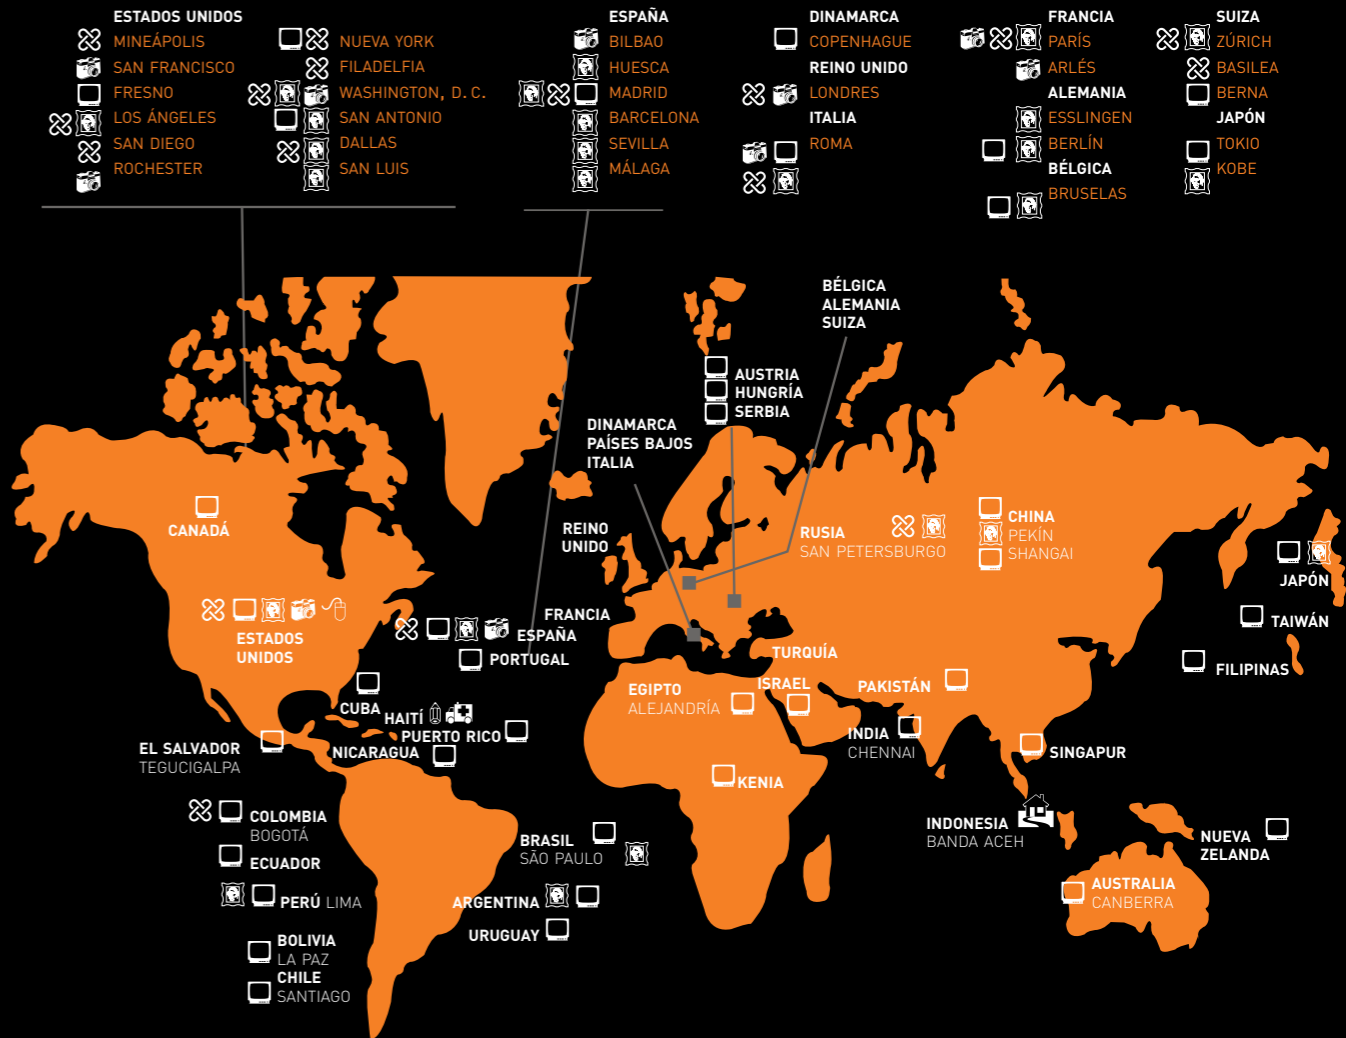 ESTADOS UNIDOS
MINEÁPOLIS
SAN FRANCISCO
FRESNO
LOS ÁNGELES
SAN DIEGO
ROCHESTER
NUEVA YORK
FILADELFIA
WASHINGTON, D. C.
SAN ANTONIO
DALLAS
SAN LUIS
ESPAÑA
BILBAO
HUESCA
MADRID
BARCELONA
SEVILLA
MÁLAGA
DINAMARCA
COPENHAGUE
REINO UNIDO
LONDRES
ITALIA
ROMA
FRANCIA
PARÍS
ARLÉS
ALEMANIA
ESSLINGEN
BERLÍN
BÉLGICA
BRUSELAS
SUIZA
ZÚRICH
BASILEA
BERNA
JAPÓN
TOKIO
KOBE
BÉLGICA
ALEMANIA
SUIZA
AUSTRIA
HUNGRÍA
SERBIA
DINAMARCA
PAÍSES BAJOS
ITALIA
CANADÁ
REINO
UNIDO
RUSIA
SAN PETERSBURGO
CHINA
PEKÍN
SHANGAI
JAPÓN
TAIWÁN
FILIPINAS
ESTADOS
UNIDOS
FRANCIA
ESPAÑA
PORTUGAL
TURQUÍA
EGIPTO
ALEJANDRÍA
ISRAEL
PAKISTÁN
CUBA
HAITÍ
PUERTO RICO
NICARAGUA
EL SALVADOR
TEGUCIGALPA
INDIA
CHENNAI
SINGAPUR
KENIA
COLOMBIA
BOGOTÁ
ECUADOR
PERÚ LIMA
BOLIVIA
LA PAZ
CHILE
SANTIAGO
BRASIL
SÃO PAULO
ARGENTINA
URUGUAY
INDONESIA
BANDA ACEH
NUEVA
ZELANDA
AUSTRALIA
CANBERRA